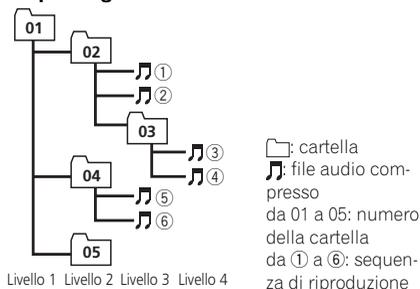 01
02
①
②
03
③
④
04
⑤
⑥
05
Livello 1 Livello 2 Livello 3 Livello 4
: cartella
: file audio com-
presso
da 01 a 05: numero
della cartella
da ① a ⑥: sequen-
za di riproduzione